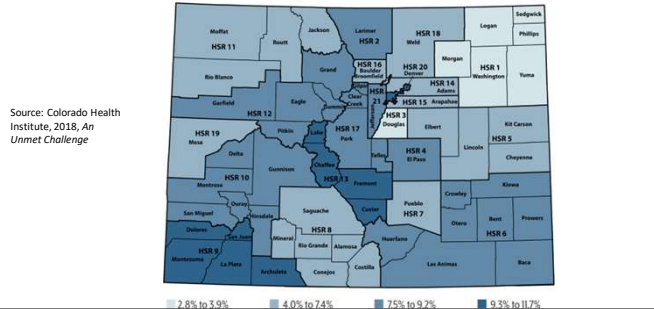 Source: Colorado Health
Institute, 2018, An
Unmet Challenge
Moffat
HSR 11
Routt
Jackson
Larimer
HSR 2
HSR 18
Weld
Logan
Sedgwick
Phillips
Morgan
HSR 1
Washington
Yuma
Rio Blanco
Grand
HSR 16
Boulder
Broomfield
HSR 20
Denver
HSR 14
Adams
HSR 15 Arapahoe
Garfield
HSR 12
Eagle
Clear
Creek
HSR
21
Jefferson
HSR 3
Douglas
Elbert
Kit Carson
HSR 5
Lincoln
Cheyenne
HSR 19
Mesa
Pitkin
Lake
HSR 17
Park
Delta
Gunnison
Chaffee
Teller
HSR 4
El Paso
HSR 10
Montrose
HSR 13
Fremont
Crowley
Kiowa
Ouray
San Miguel
Hinsdale
Saguache
Custer
Pueblo
HSR 7
Otero
Bent
HSR 6
Prowers
Dolores
San Juan
HSR 9
Montezuma
La Plata
Mineral
HSR 8
Rio Grande
Alamosa
Huerfano
Archuleta
Conejos
Costilla
Las Animas
Baca
2.8% to 3.9%
4.0% to 7.4%
7.5% to 9.2%
9.3% to 11.7%